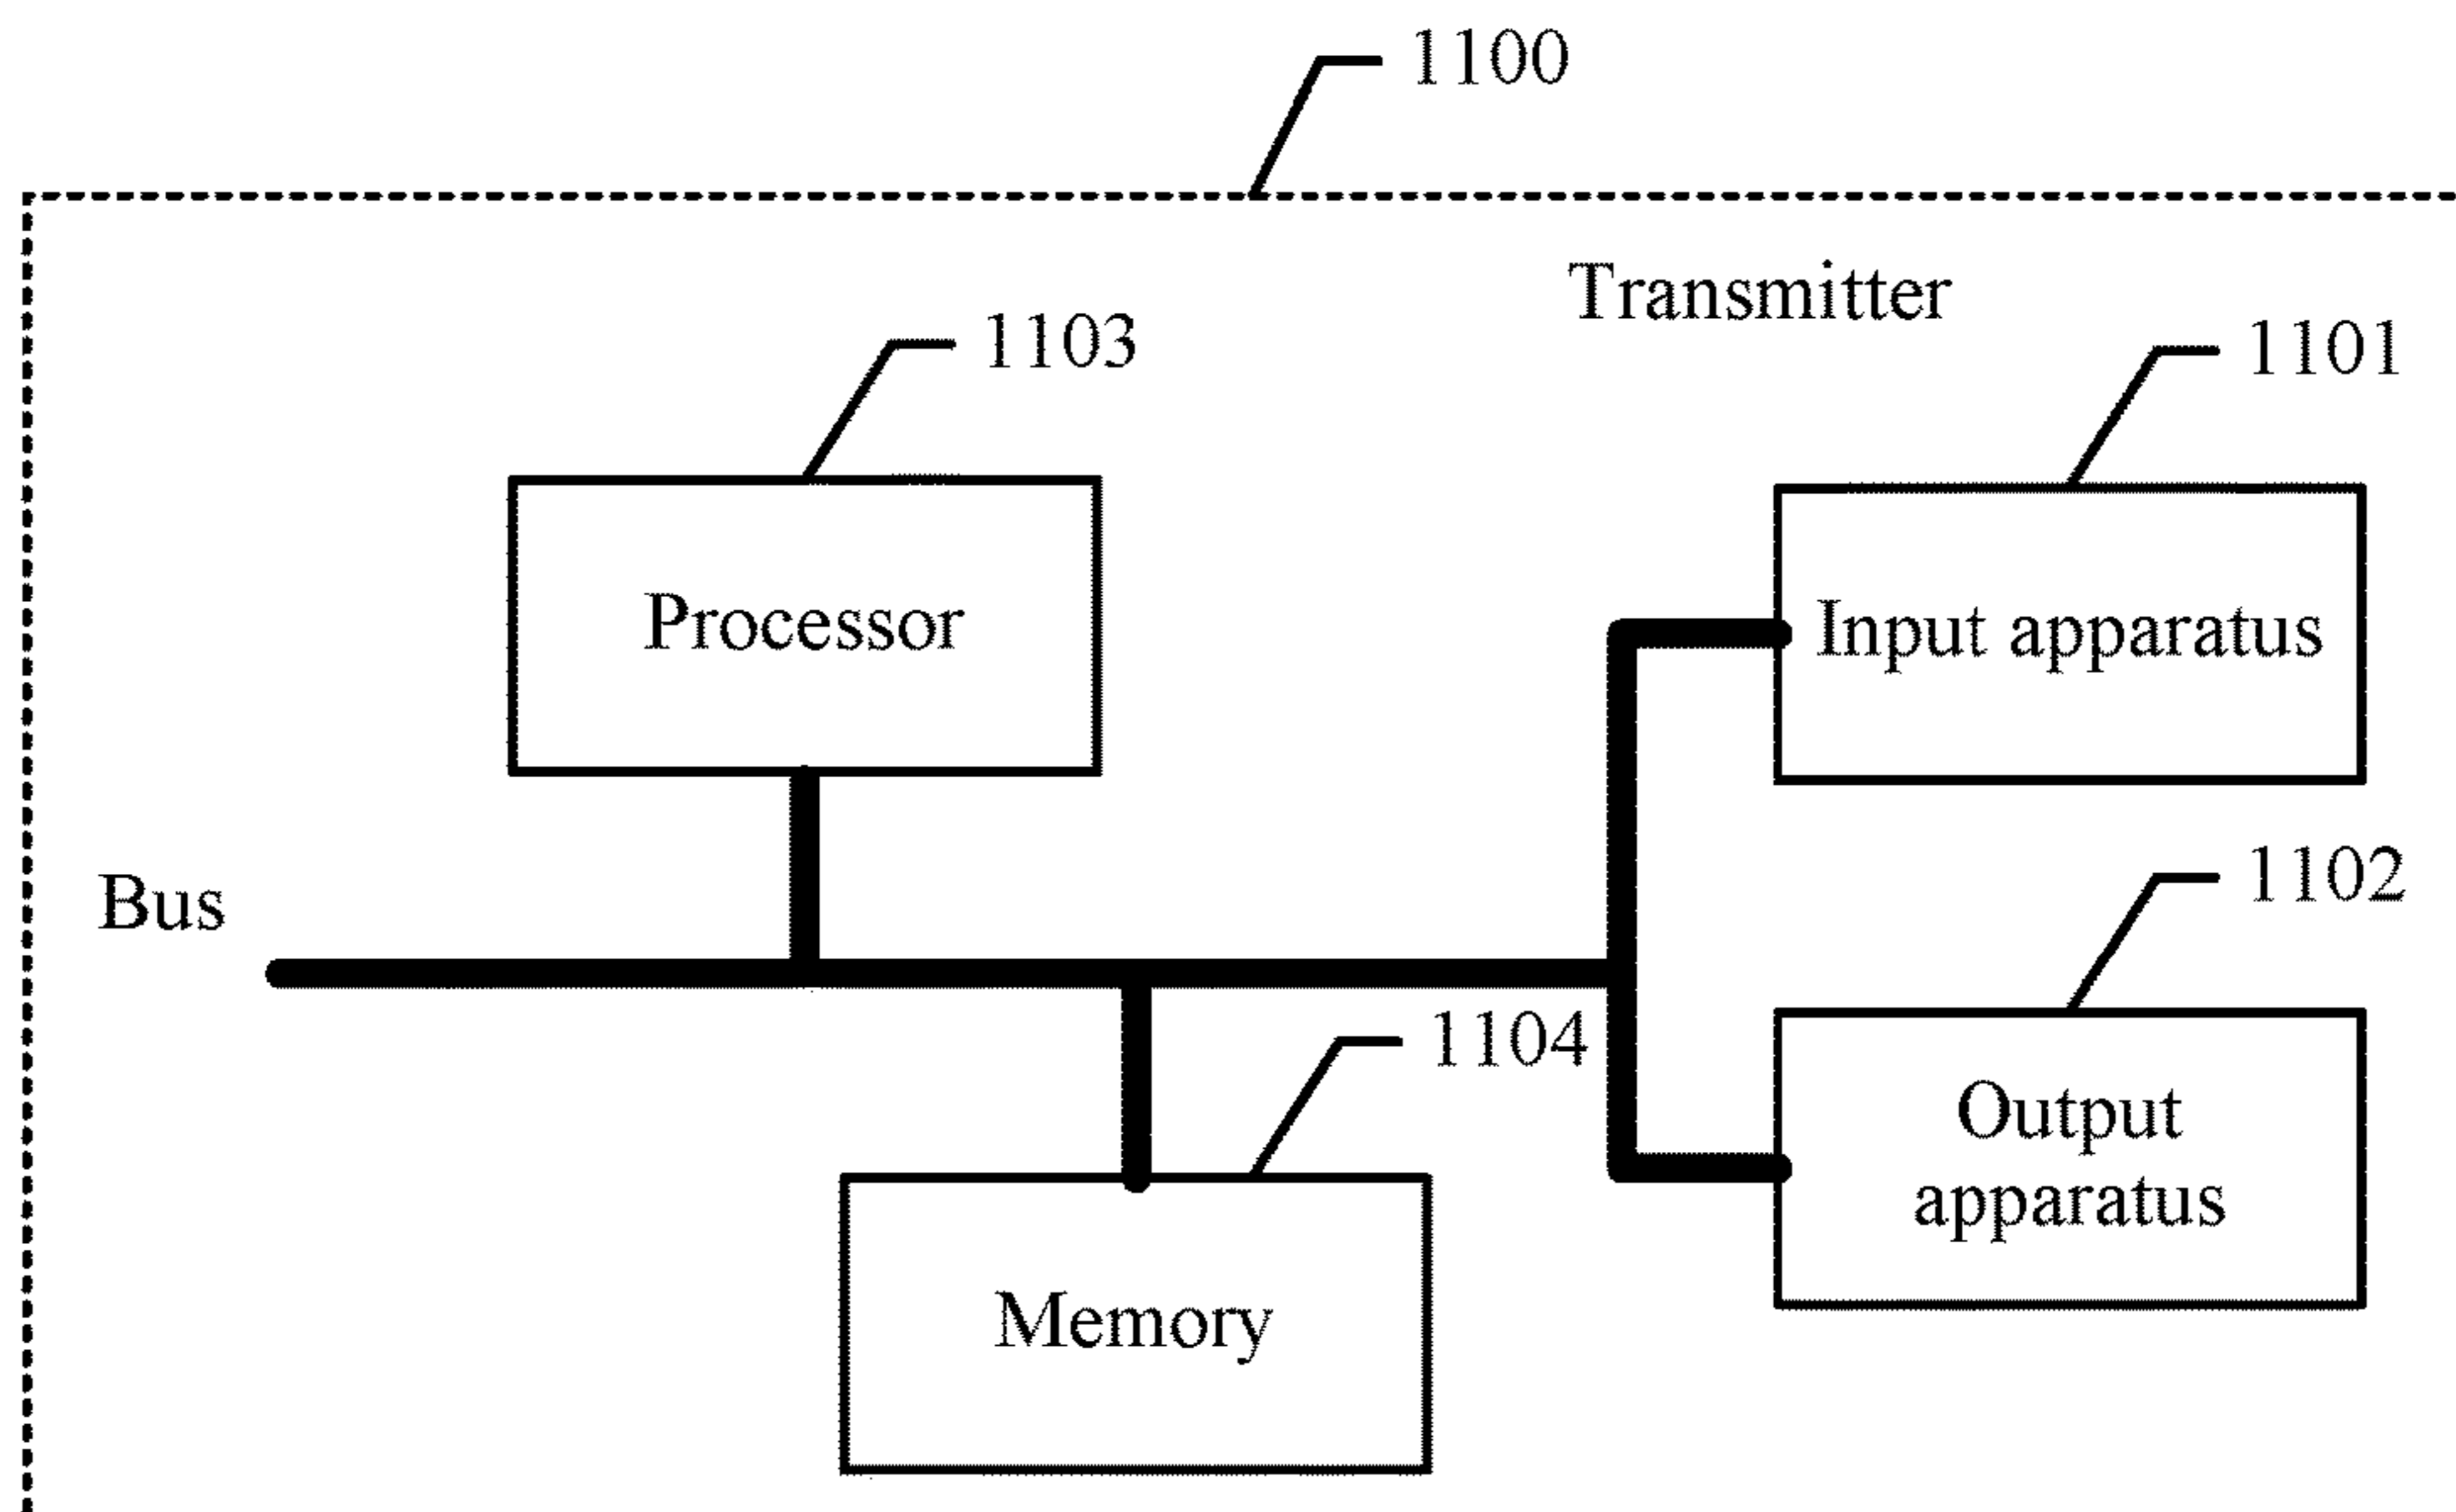 1100
Transmitter
1103
1101
Processor
Input apparatus
Bus
1102
1104
Output
apparatus
Memory